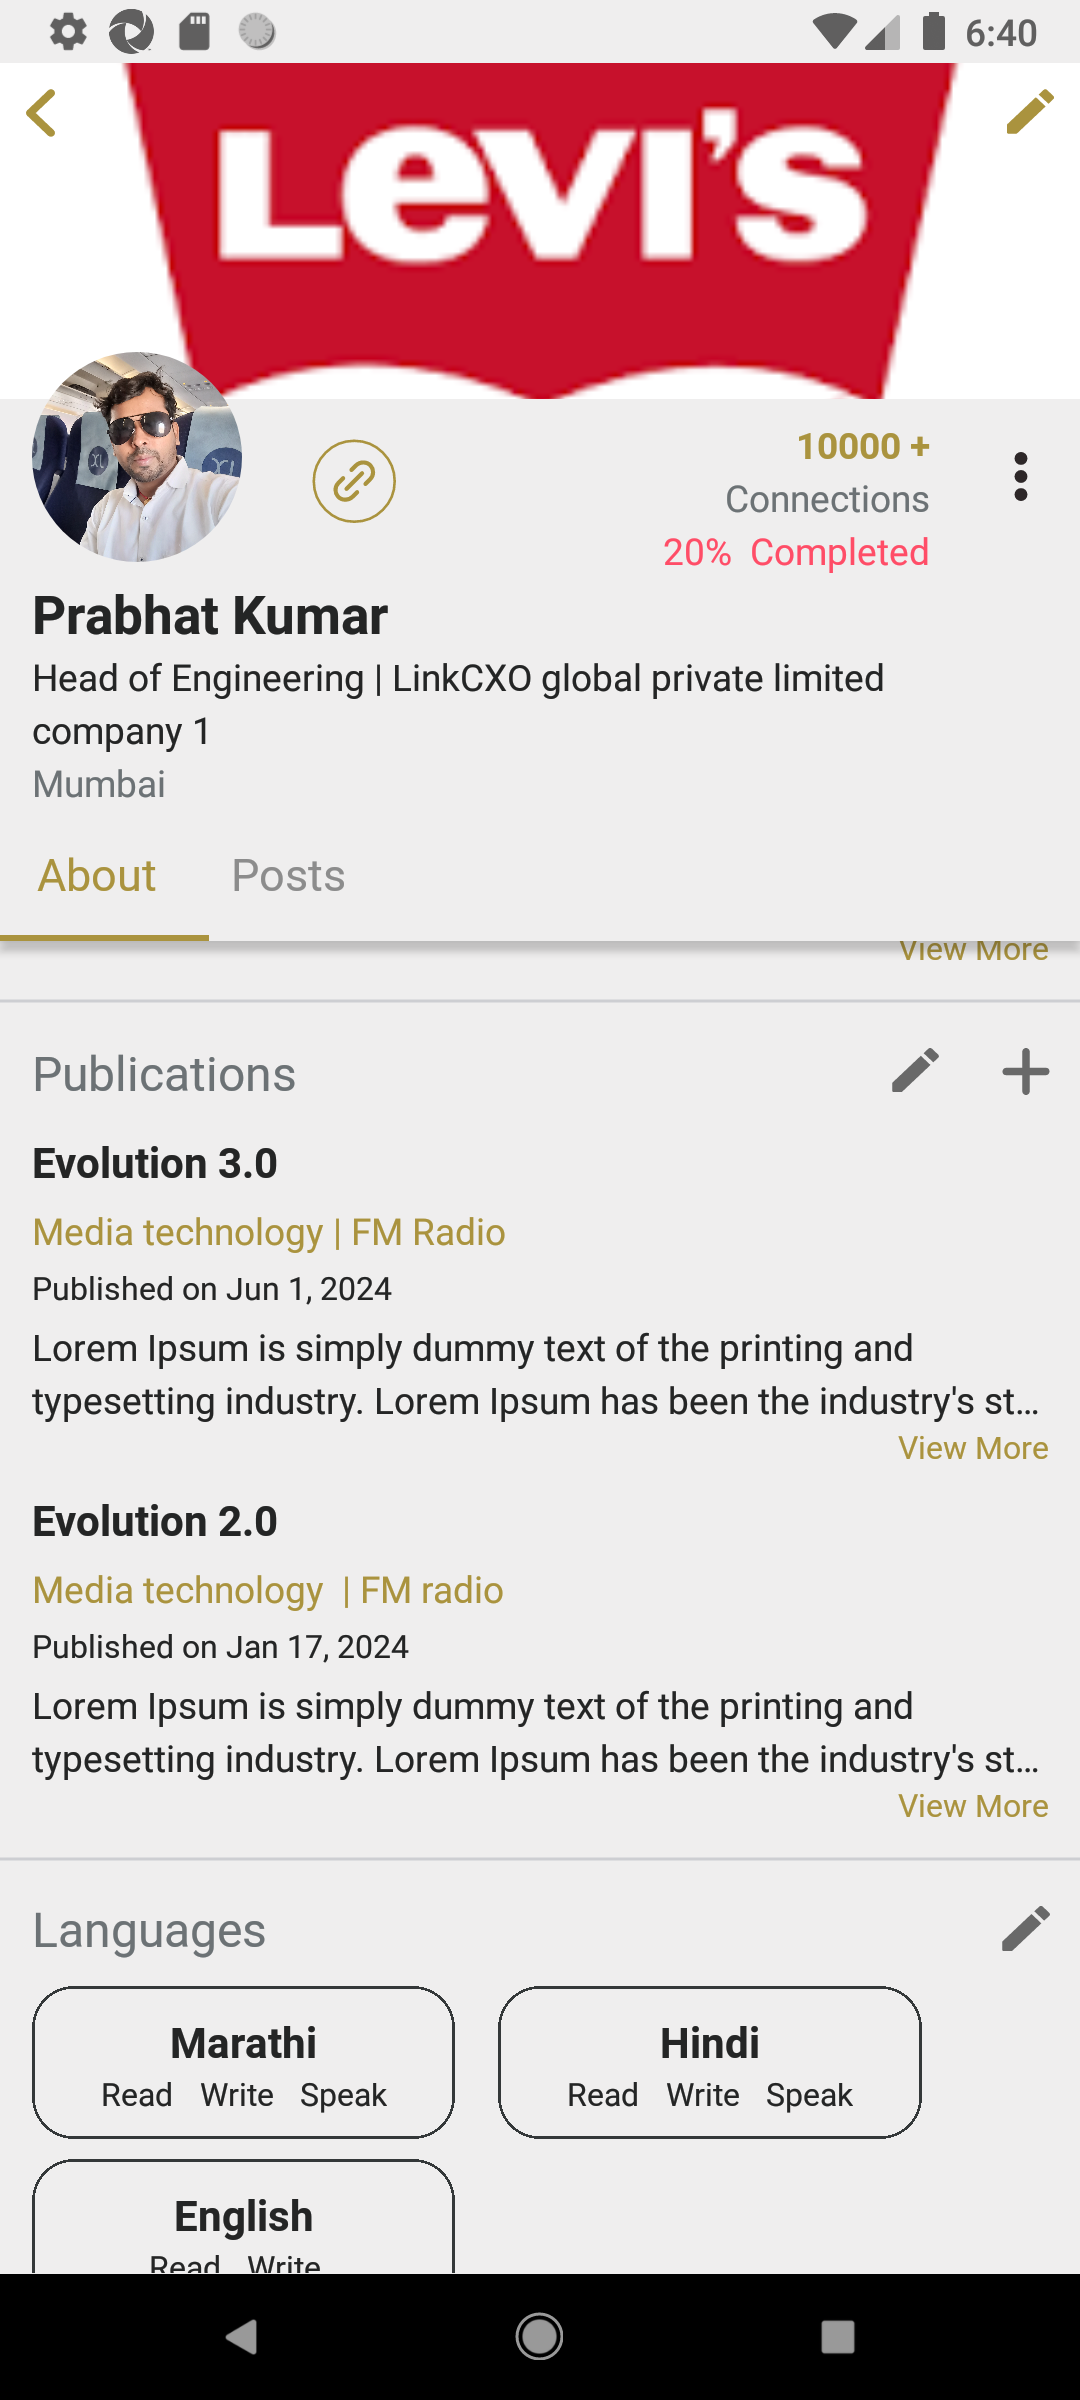 6:40
Levi's
10000 +
Connections
20% Completed
Prabhat Kumar
Head of Engineering | LinkCXO global private limited
company 1
Mumbai
About Posts
View More
Publications
Evolution 3.0
Media technology | FM Radio
Published on Jun 1, 2024
Lorem Ipsum is simply dummy text of the printing and
typesetting industry. Lorem Ipsum has been the industry's st...
View More
Evolution 2.0
Media technology | FM radio
Published on Jan 17, 2024
Lorem Ipsum is simply dummy text of the printing and
typesetting industry. Lorem Ipsum has been the industry's st...
View More
Languages
Marathi Hindi
Read Write Speak Read Write Speak
English
Read Write